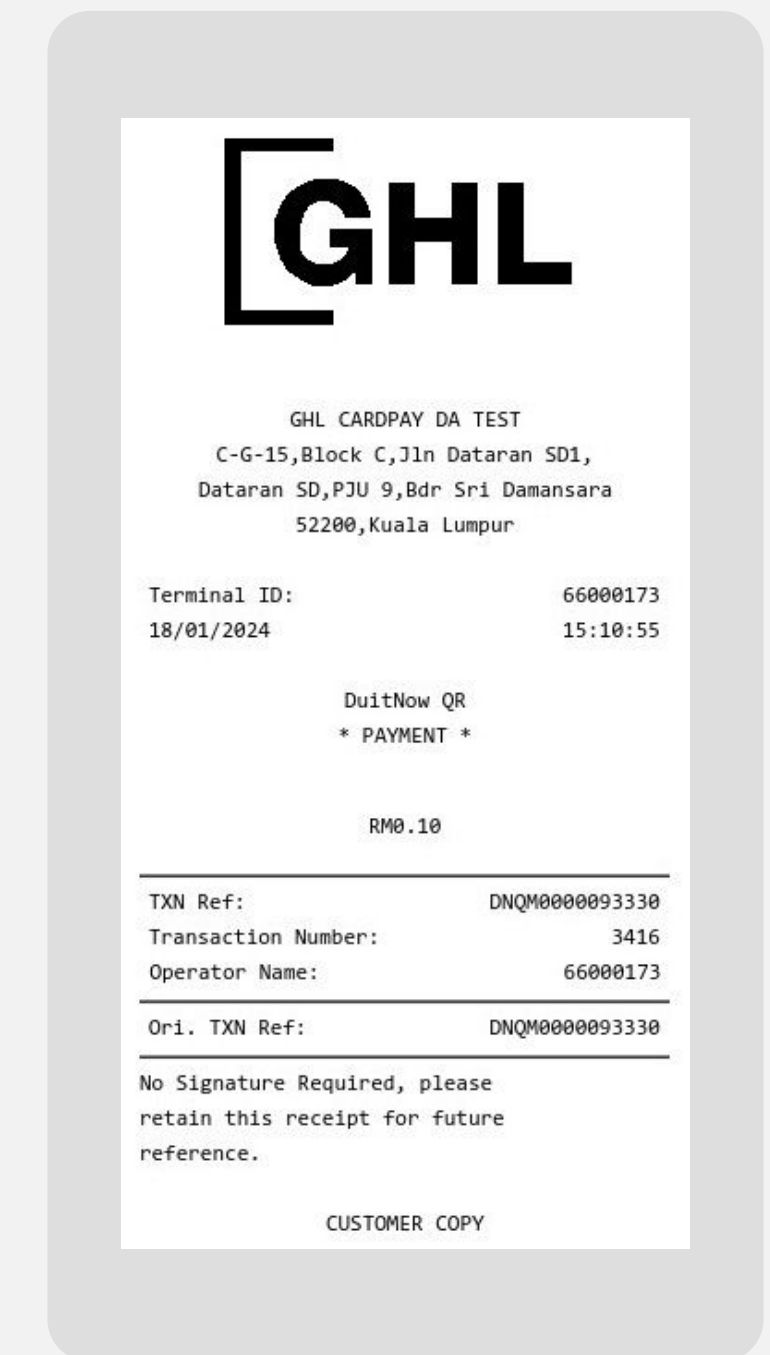 GHL
GHL CARDPAY DA TEST
C-G-15,Block C,Jln Dataran SD1,
Dataran SD,PJU 9,Bdr Sri Damansara
52200,Kuala Lumpur
Terminal ID: 66000173
18/01/2024 15:10:55
DuitNow QR
* PAYMENT *
RM0.10
TXN Ref: DNQM0000093330
Transaction Number: 3416
Operator Name: 66000173
Ori. TXN Ref: DNQM0000093330
No Signature Required, please
retain this receipt for future
reference.
CUSTOMER COPY